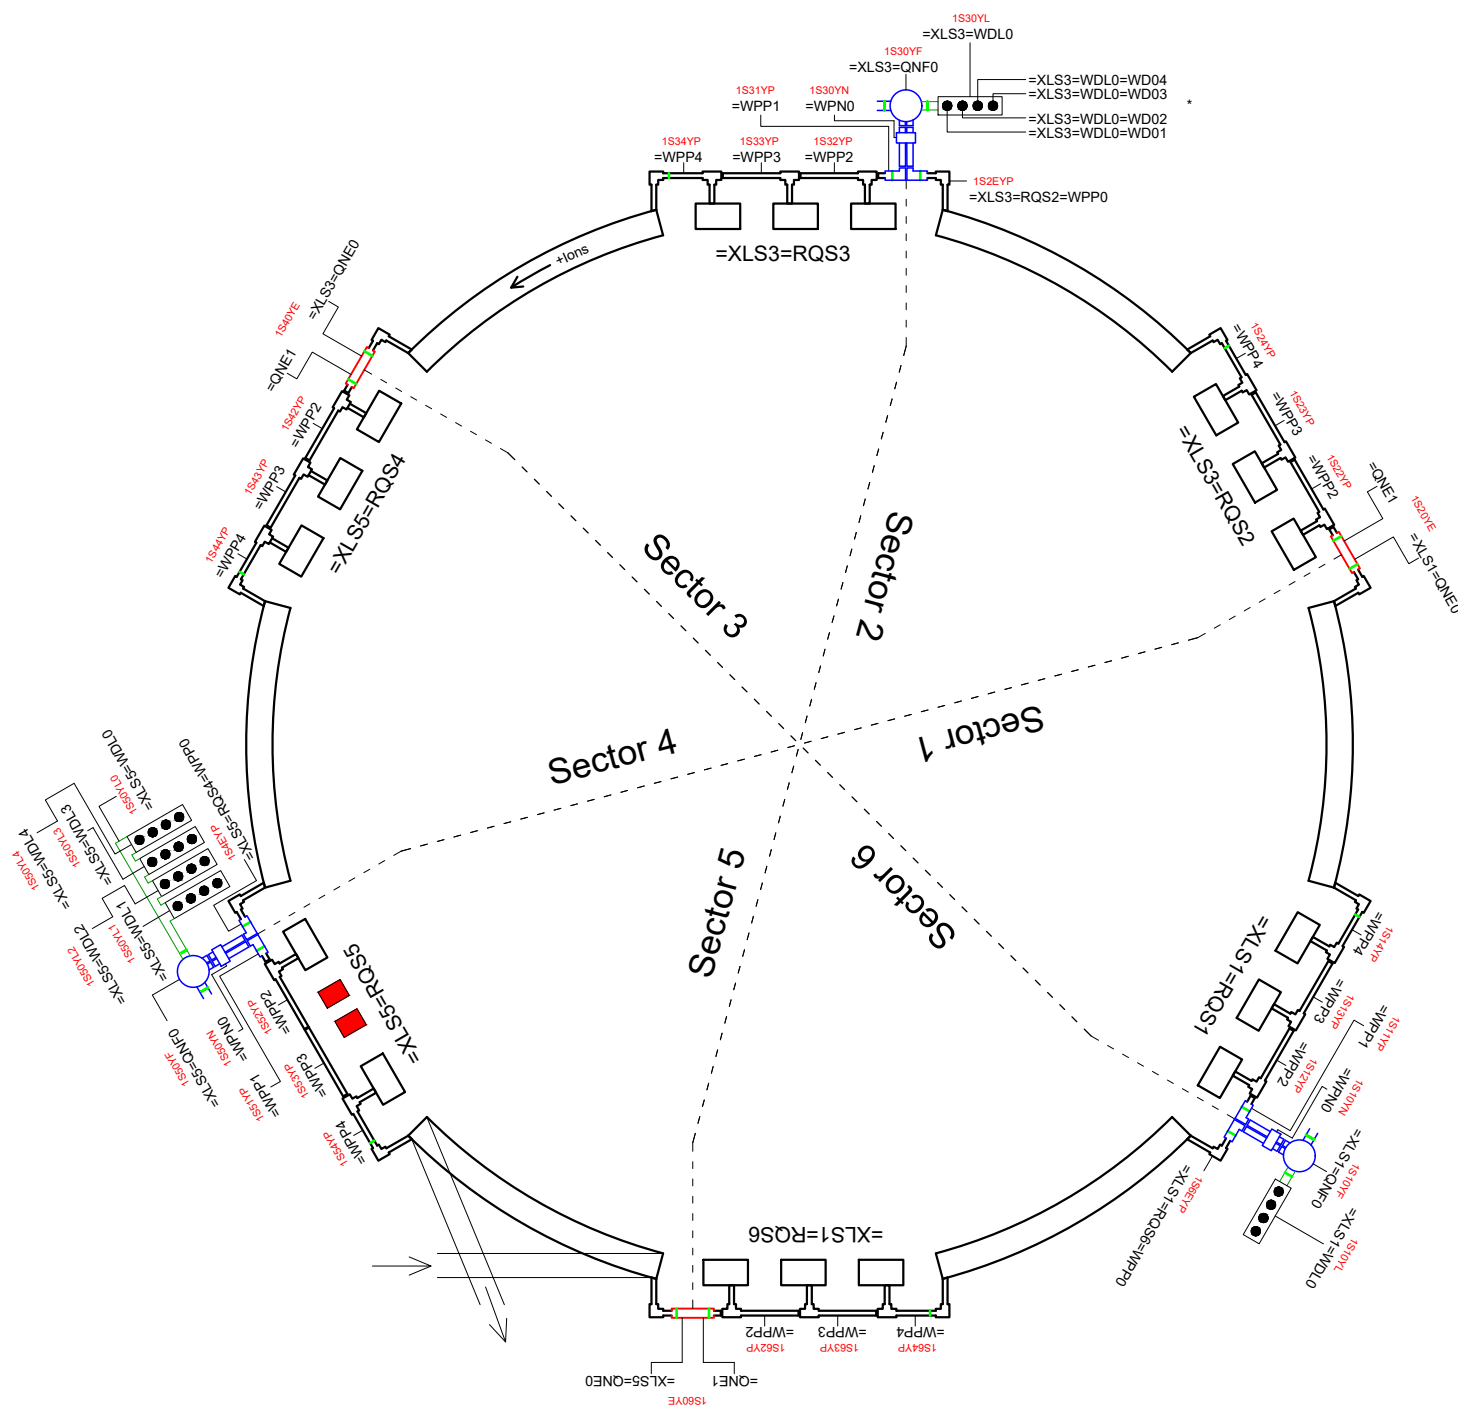 1S30YL
=XLS3=WDL0
1S30YF
=XLS3=QNF0
=XLS3=WDL0=WD04
=XLS3=WDL0=WD03
*
=XLS3=WDL0=WD02
=XLS3=WDL0=WD01
1S31YP
=WPP1
1S30YN
=WPN0
1S34YP
=WPP4
1S33YP
=WPP3
1S32YP
=WPP2
1S2EYP
=XLS3=RQS2=WPP0
=XLS3=RQS3
+Ions
=XLS3=QNE0
1S40YE
=QNE1
1S42YP
=WPP2
1S43YP
=WPP3
1S44YP
=WPP4
=XLS5=RQS4
1S24YP
=WPP4
1S23YP
=WPP3
1S22YP
=WPP2
=QNE1
1S20YE
=XLS1=QNE0
=XLS3=RQS2
Sector 3
Sector 2
Sector 4
Sector 1
Sector 5
Sector 6
=XLS5=WDL0
1S50YL0
=XLS5=WDL3
1S50YL3
=XLS5=WDL4
1S50YL4
=XLS5=RQS4=WPP0
1S4EYP
=XLS5=WDL1
1S50YL1
=XLS5=WDL2
1S50YL2
=XLS5=QNF0
1S50YF
=WPN0
1S50YN
=WPP1
1S51YP
=WPP2
1S52YP
=WPP3
1S53YP
=WPP4
1S54YP
=XLS5=RQS5
=XLS1=RQS1
=WPP4
1S14YP
=WPP3
1S13YP
=WPP2
1S12YP
=WPP1
1S11YP
=WPN0
1S10YN
=XLS1=QNF0
1S10YF
=XLS1=WDL0
1S10YL
=XLS1=RQS6=WPP0
1S6EYP
=XLS1=RQS6
=WPP2
1S62YP
=WPP3
1S63YP
=WPP4
1S64YP
=XLS5=QNE0
=QNE1
1S60YE